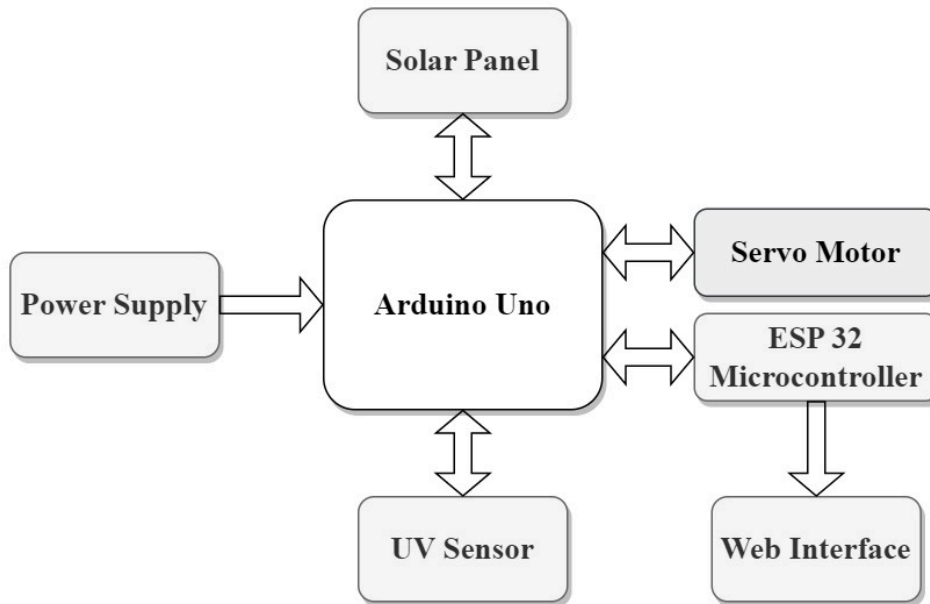 Solar Panel
Servo Motor
Power Supply
Arduino Uno
ESP 32
Microcontroller
UV Sensor
Web Interface